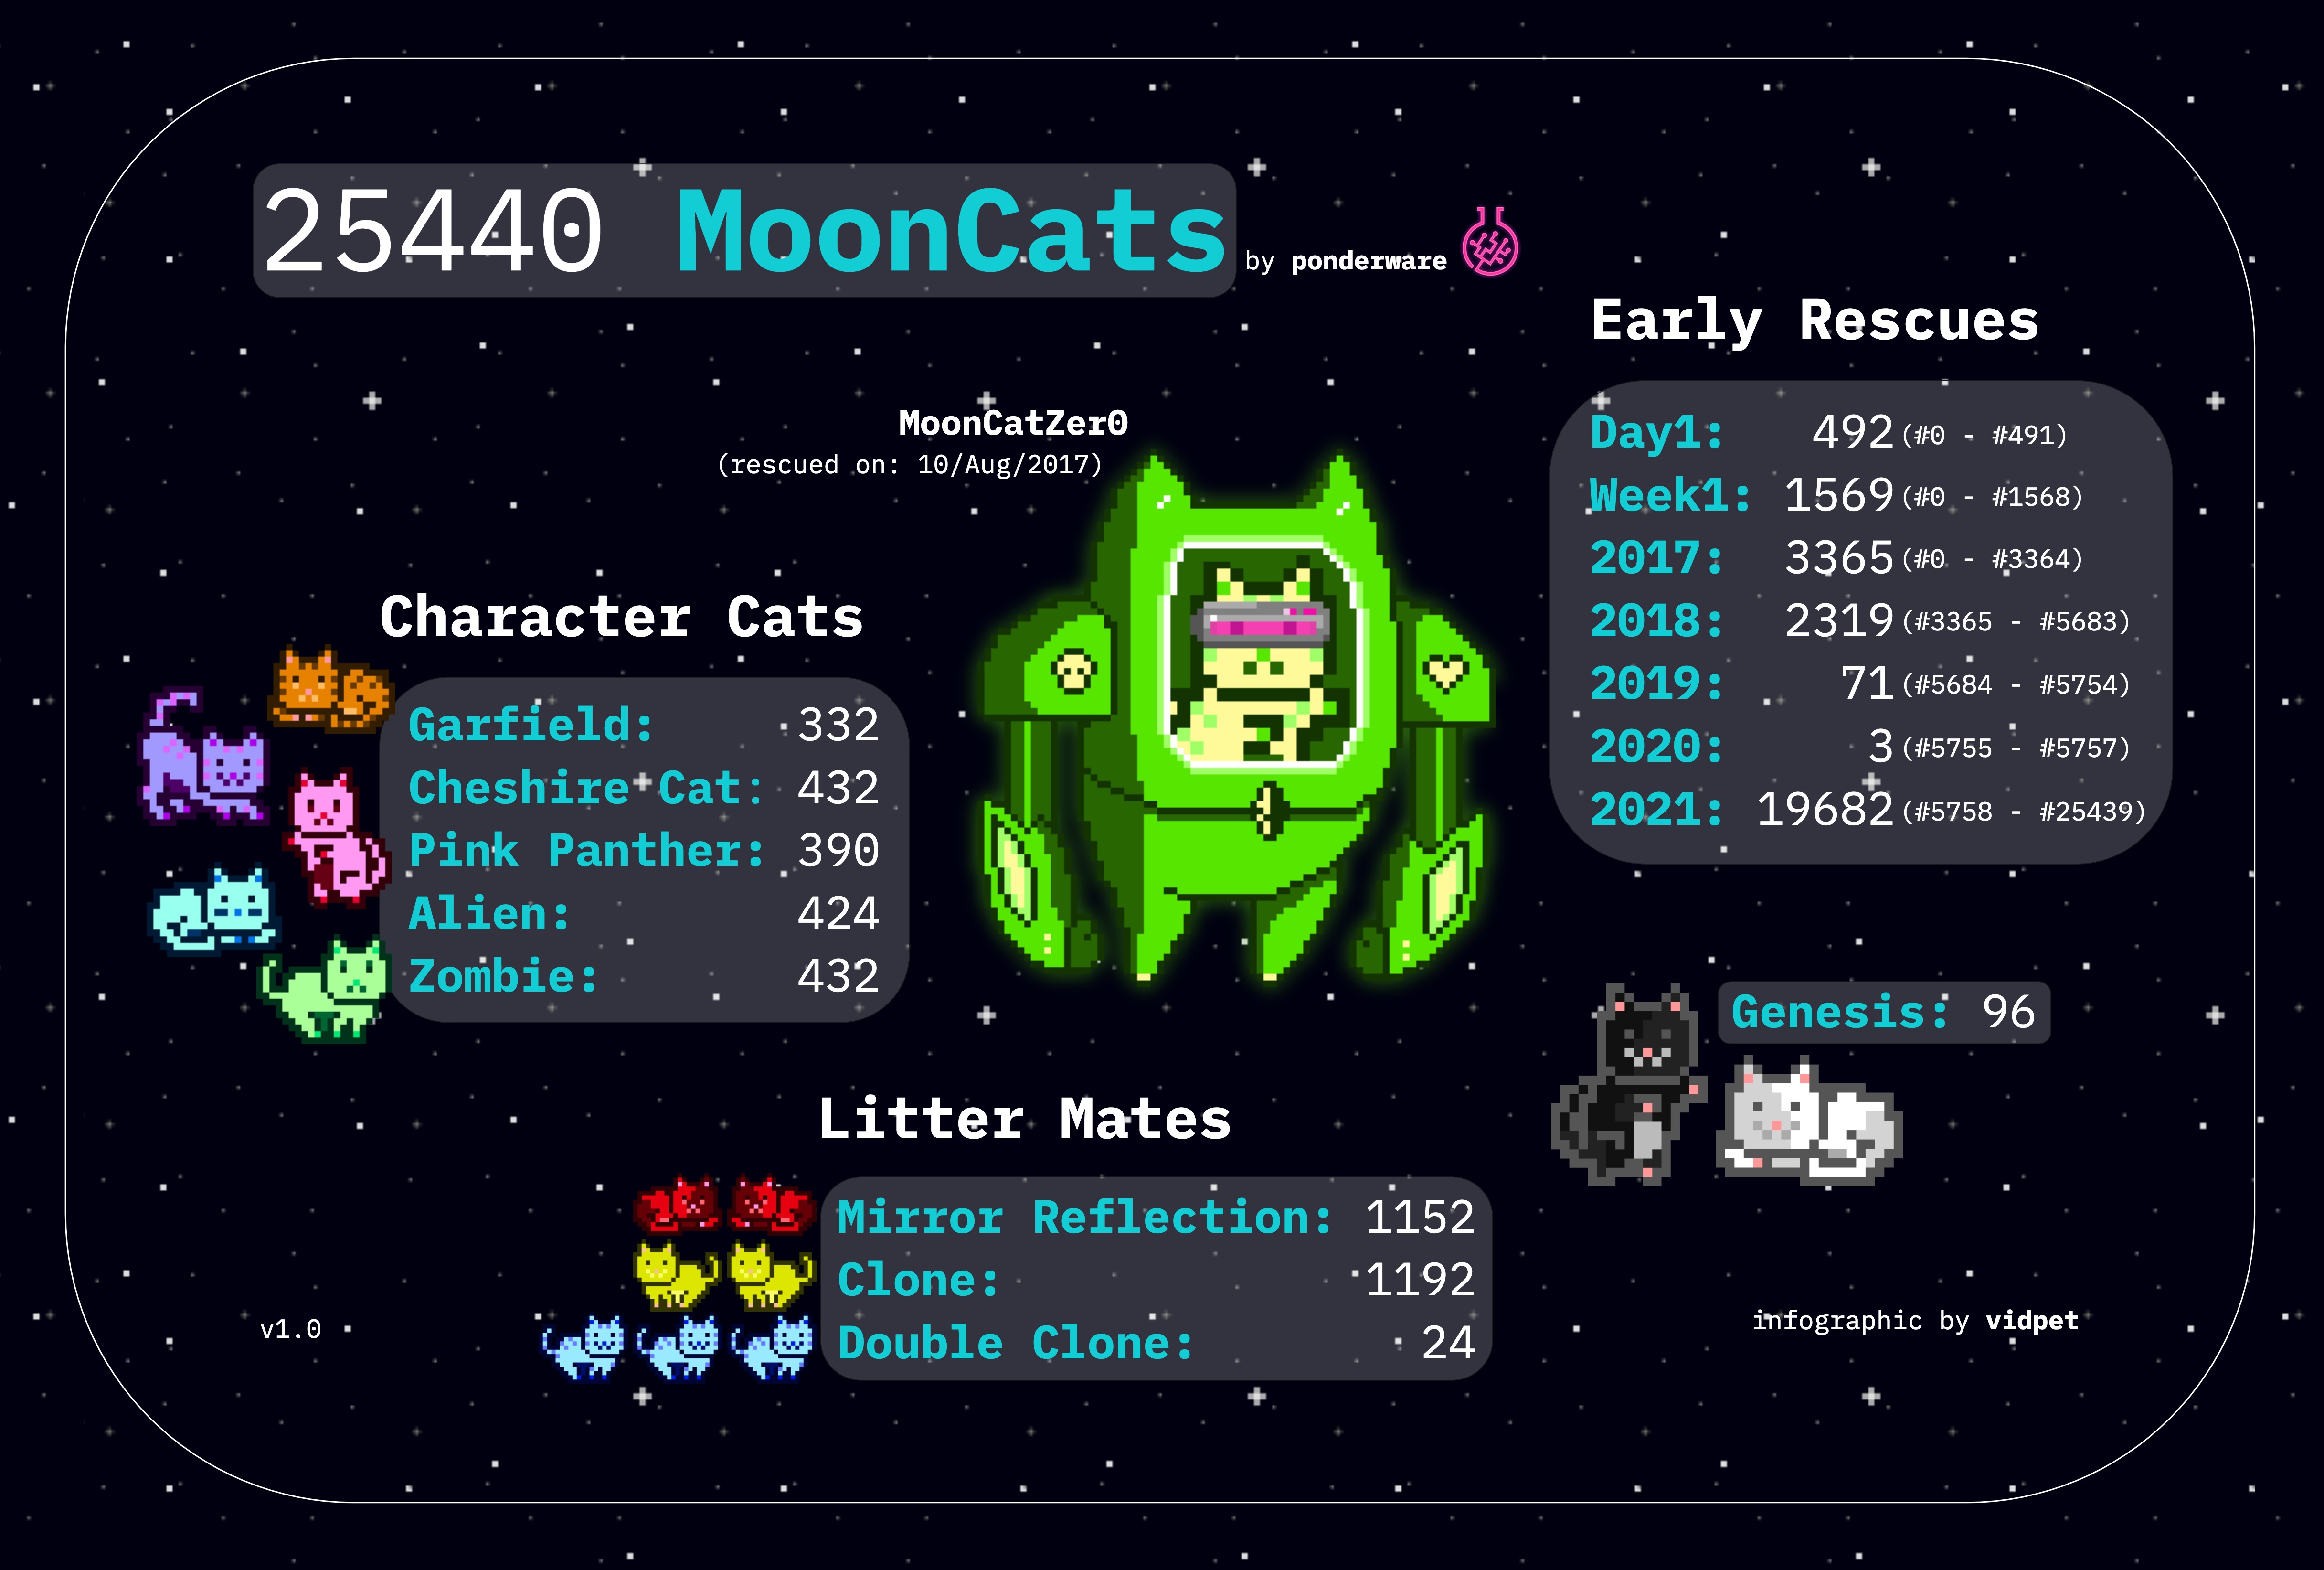 25440 MoonCats by ponderware
Early Rescues
Day1: 492 (#0 - #491)
Week1: 1569 (#0 - #1568)
2017: 3365 (#0 - #3364)
2018: 2319 (#3365 - #5683)
2019: 71 (#5684 - #5754)
2020: 3 (#5755 - #5757)
2021: 19682 (#5758 - #25439)
MoonCatZer0
(rescued on: 10/Aug/2017)
Character Cats
Garfield: 332
Cheshire Cat: 432
Pink Panther: 390
Alien: 424
Zombie: 432
Genesis: 96
Litter Mates
Mirror Reflection: 1152
Clone: 1192
Double Clone: 24
v1.0
infographic by vidpet